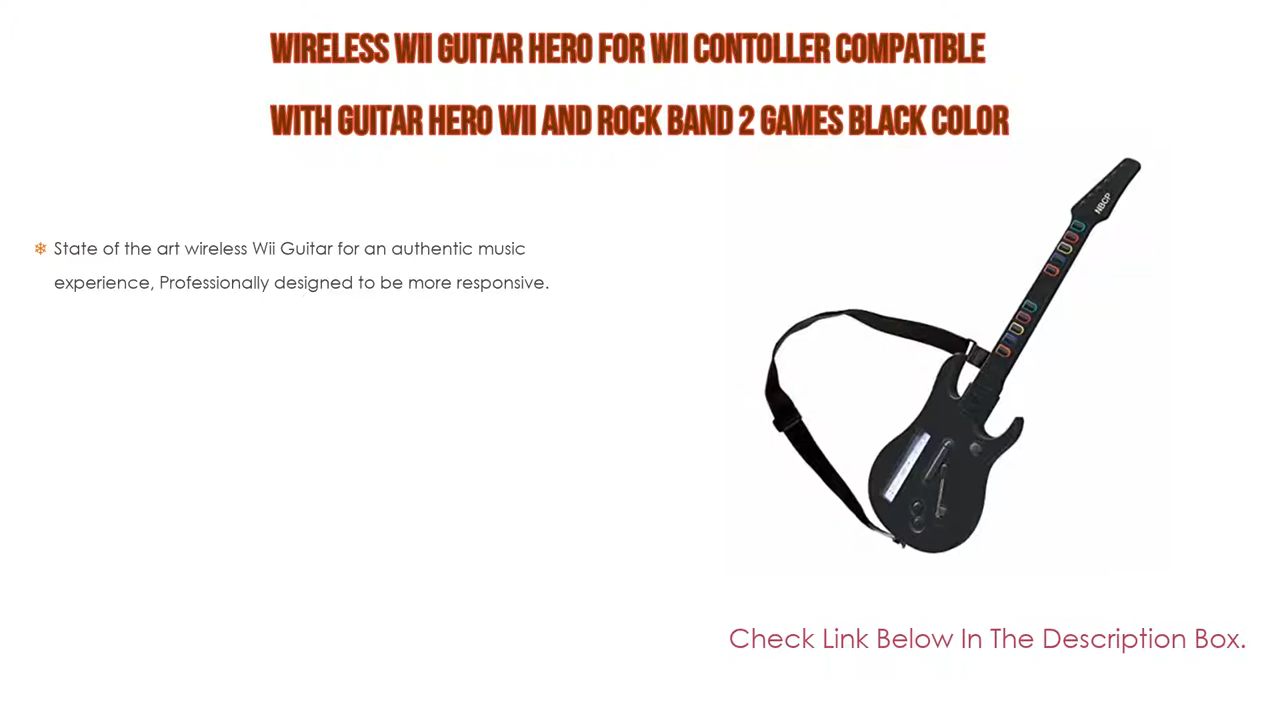 WIRELESS WII GUITAR HERO FOR WII CONTOLLER COMPATIBLE
WITH GUITAR HERO WII AND ROCK BAND 2 GAMES BLACK COLOR
State of the art wireless Wii Guitar for an authentic music
experience, Professionally designed to be more responsive.
NBCP
Check Link Below In The Description Box.